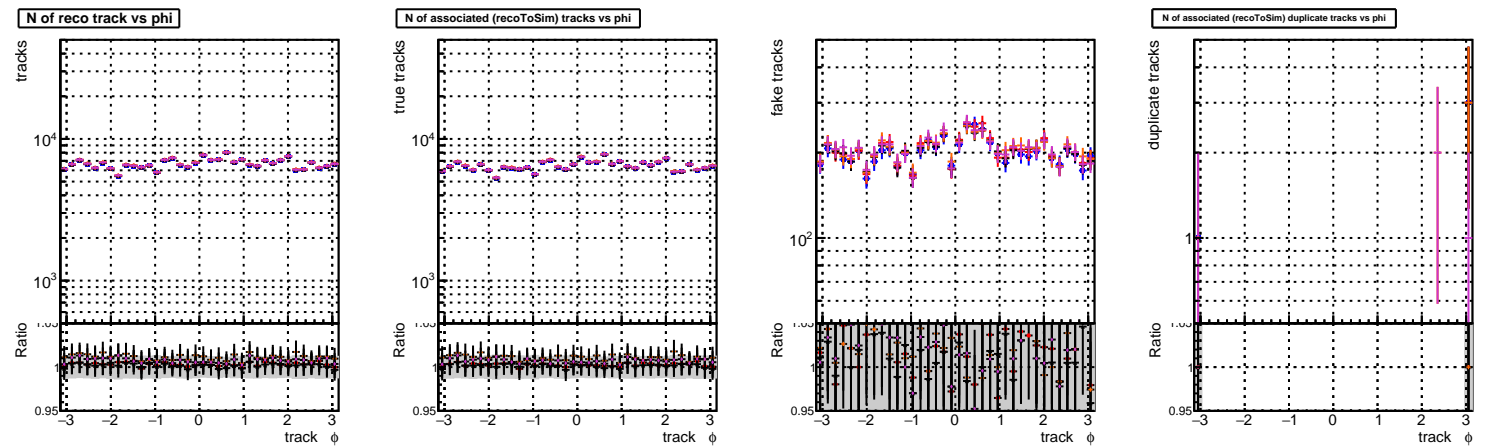 N of reco track vs phi
tracks
10⁴
10³
Ratio
1
0.95
−3 −2 −1 0 1 2 3
track ϕ
N of associated (recoToSim) tracks vs phi
true tracks
10⁴
10³
Ratio
1
0.95
−3 −2 −1 0 1 2 3
track ϕ
fake tracks
10²
Ratio
1
0.95
−3 −2 −1 0 1 2 3
track ϕ
N of associated (recoToSim) duplicate tracks vs phi
duplicate tracks
1
Ratio
1
0.95
−3 −2 −1 0 1 2 3
track ϕ